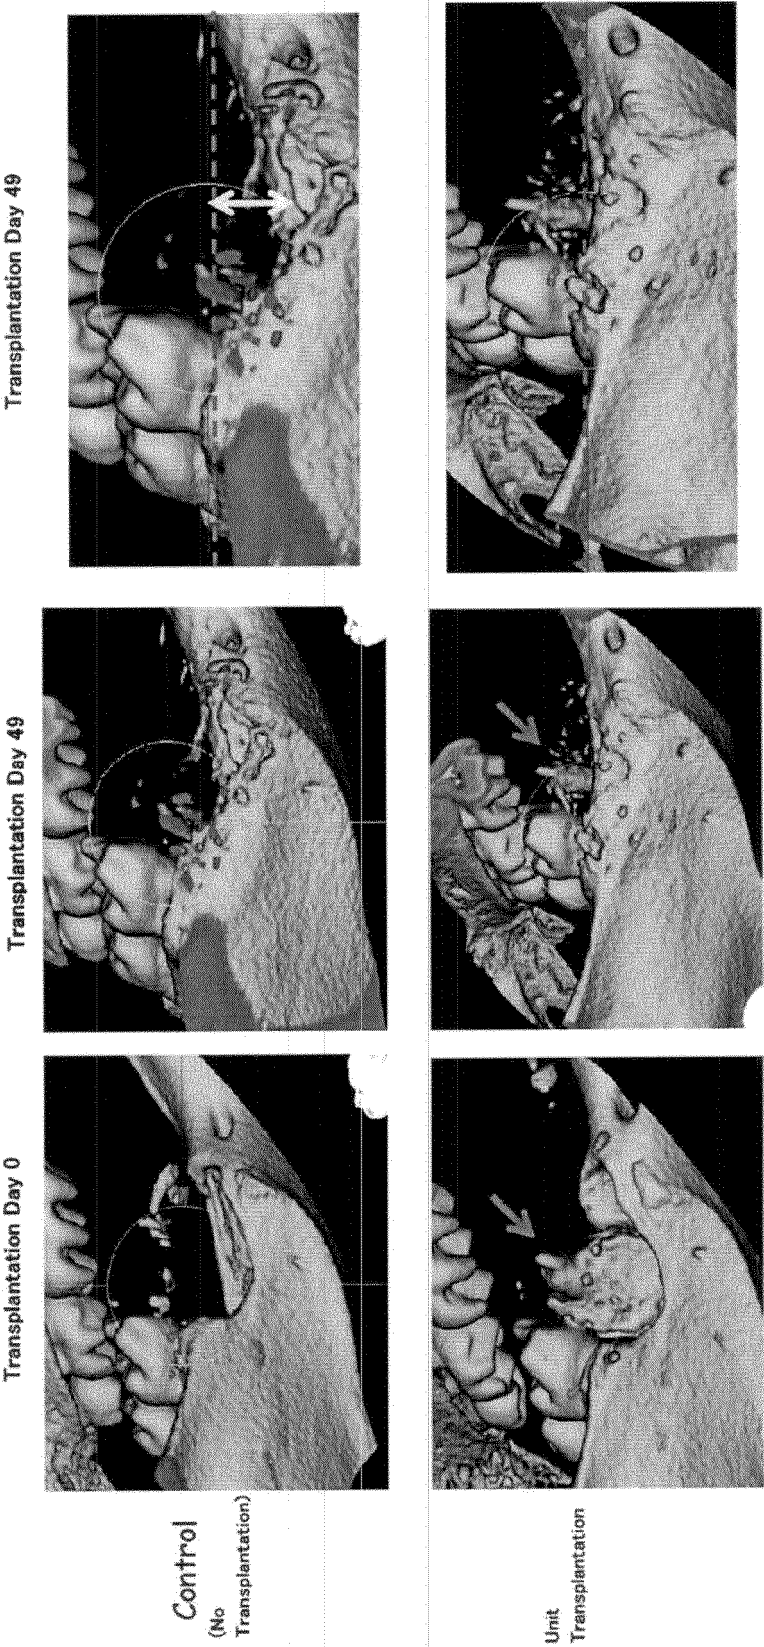 Transplantation Day 0
Transplantation Day 49
Transplantation Day 49
Control
(No
Transplantation)
Unit
Transplantation